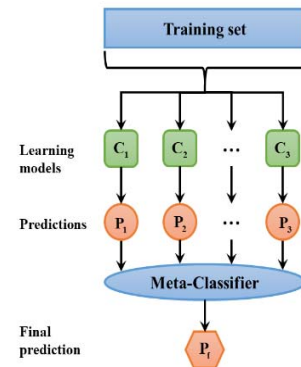 Training set
Learning models
C1 C2 ... C3
Predictions
P1 P2 ... P3
Meta-Classifier
Final prediction
Pf